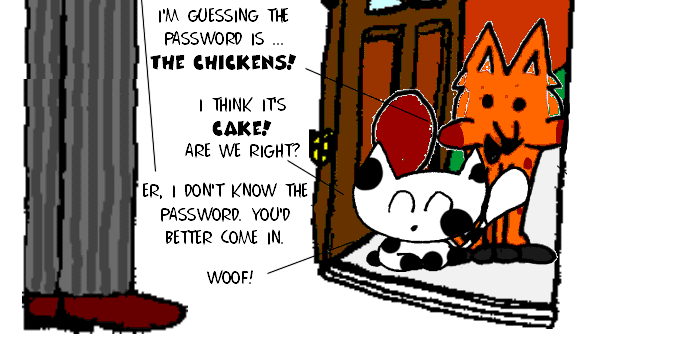 I'M GUESSING THE
PASSWORD IS ...
THE CHICKENS!
I THINK IT'S
CAKE!
ARE WE RIGHT?
ER, I DON'T KNOW THE
PASSWORD. YOU'D
BETTER COME IN.
WOOF!